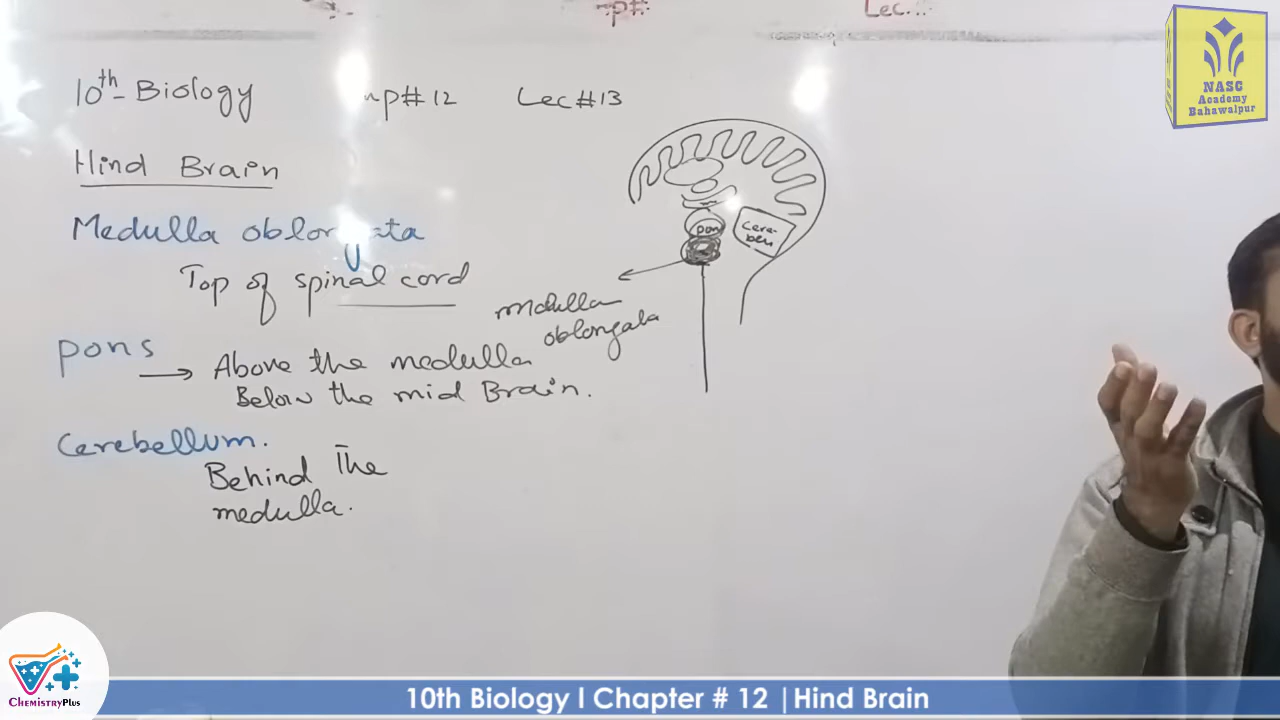 Lec...
10th Biology
#12
Lec#13
Hind Brain
Medulla oblongata
Top of spinal cord
pons
→ Above the medulla
Below the mid Brain.
Cerebellum.
Behind The
medulla.
pon
Cere-
bell
medulla
oblongata
NASC
Academy
Bahawalpur
ChemistryPlus
10th Biology l Chapter # 12 |Hind Brain